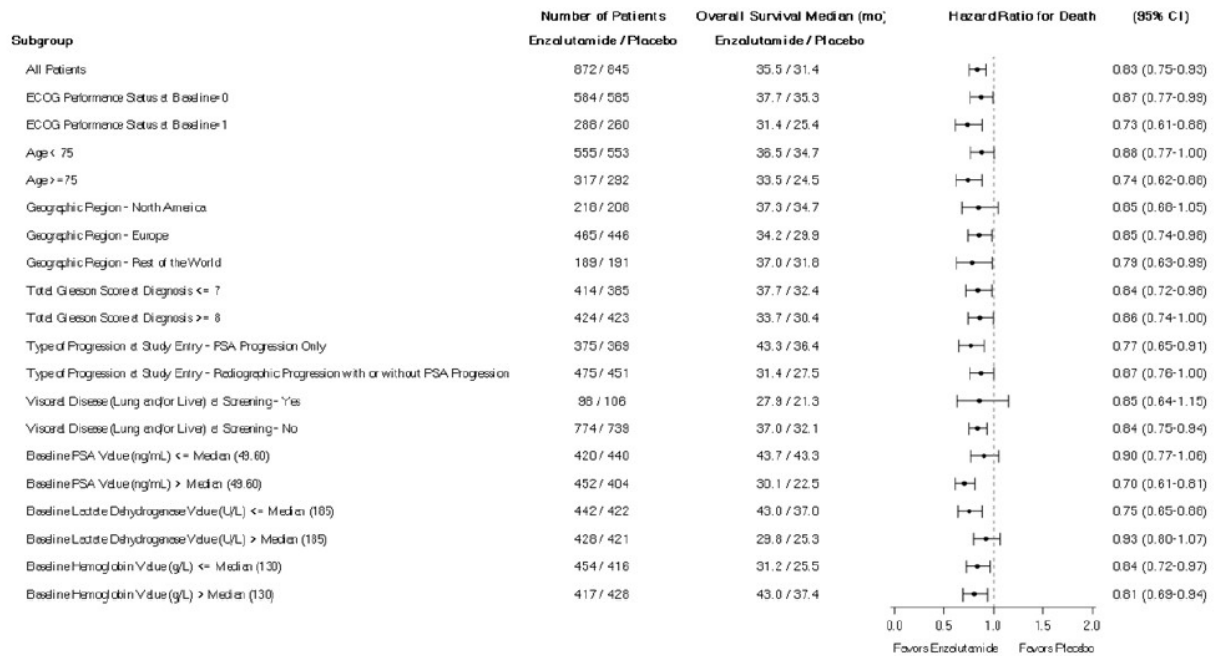 Number of Patients Overall Survival Median (mo) Hazard Ratio for Death (95% CI)
Subgroup Enzalutamide / Placebo Enzalutamide / Placebo
All Patients 872 / 845 35.5 / 31.4 0.83 (0.75-0.93)
ECOG Performance Status at Baseline=0 584 / 585 37.7 / 35.3 0.87 (0.77-0.99)
ECOG Performance Status at Baseline=1 288 / 260 31.4 / 25.4 0.73 (0.61-0.88)
Age < 75 555 / 553 36.5 / 34.7 0.88 (0.77-1.00)
Age >=75 317 / 292 33.5 / 24.5 0.74 (0.62-0.88)
Geographic Region - North America 218 / 208 37.3 / 34.7 0.85 (0.68-1.05)
Geographic Region - Europe 465 / 446 34.2 / 29.9 0.85 (0.74-0.98)
Geographic Region - Rest of the World 189 / 191 37.0 / 31.8 0.79 (0.63-0.99)
Total Gleason Score at Diagnosis <= 7 414 / 385 37.7 / 32.4 0.84 (0.72-0.98)
Total Gleason Score at Diagnosis >= 8 424 / 423 33.7 / 30.4 0.86 (0.74-1.00)
Type of Progression at Study Entry - PSA Progression Only 375 / 369 43.3 / 36.4 0.77 (0.65-0.91)
Type of Progression at Study Entry - Radiographic Progression with or without PSA Progression 475 / 451 31.4 / 27.5 0.87 (0.76-1.00)
Visceral Disease (Lung and/or Liver) at Screening - Yes 98 / 106 27.9 / 21.3 0.85 (0.64-1.15)
Visceral Disease (Lung and/or Liver) at Screening - No 774 / 739 37.0 / 32.1 0.84 (0.75-0.94)
Baseline PSA Value (ng/mL) <= Median (49.60) 420 / 440 43.7 / 43.3 0.90 (0.77-1.06)
Baseline PSA Value (ng/mL) > Median (49.60) 452 / 404 30.1 / 22.5 0.70 (0.61-0.81)
Baseline Lactate Dehydrogenase Value (U/L) <= Median (185) 442 / 422 43.0 / 37.0 0.75 (0.65-0.88)
Baseline Lactate Dehydrogenase Value (U/L) > Median (185) 428 / 421 29.8 / 25.3 0.93 (0.80-1.07)
Baseline Hemoglobin Value (g/L) <= Median (130) 454 / 416 31.2 / 25.5 0.84 (0.72-0.97)
Baseline Hemoglobin Value (g/L) > Median (130) 417 / 428 43.0 / 37.4 0.81 (0.69-0.94)
0.0 0.5 1.0 1.5 2.0
Favors Enzalutamide Favors Placebo